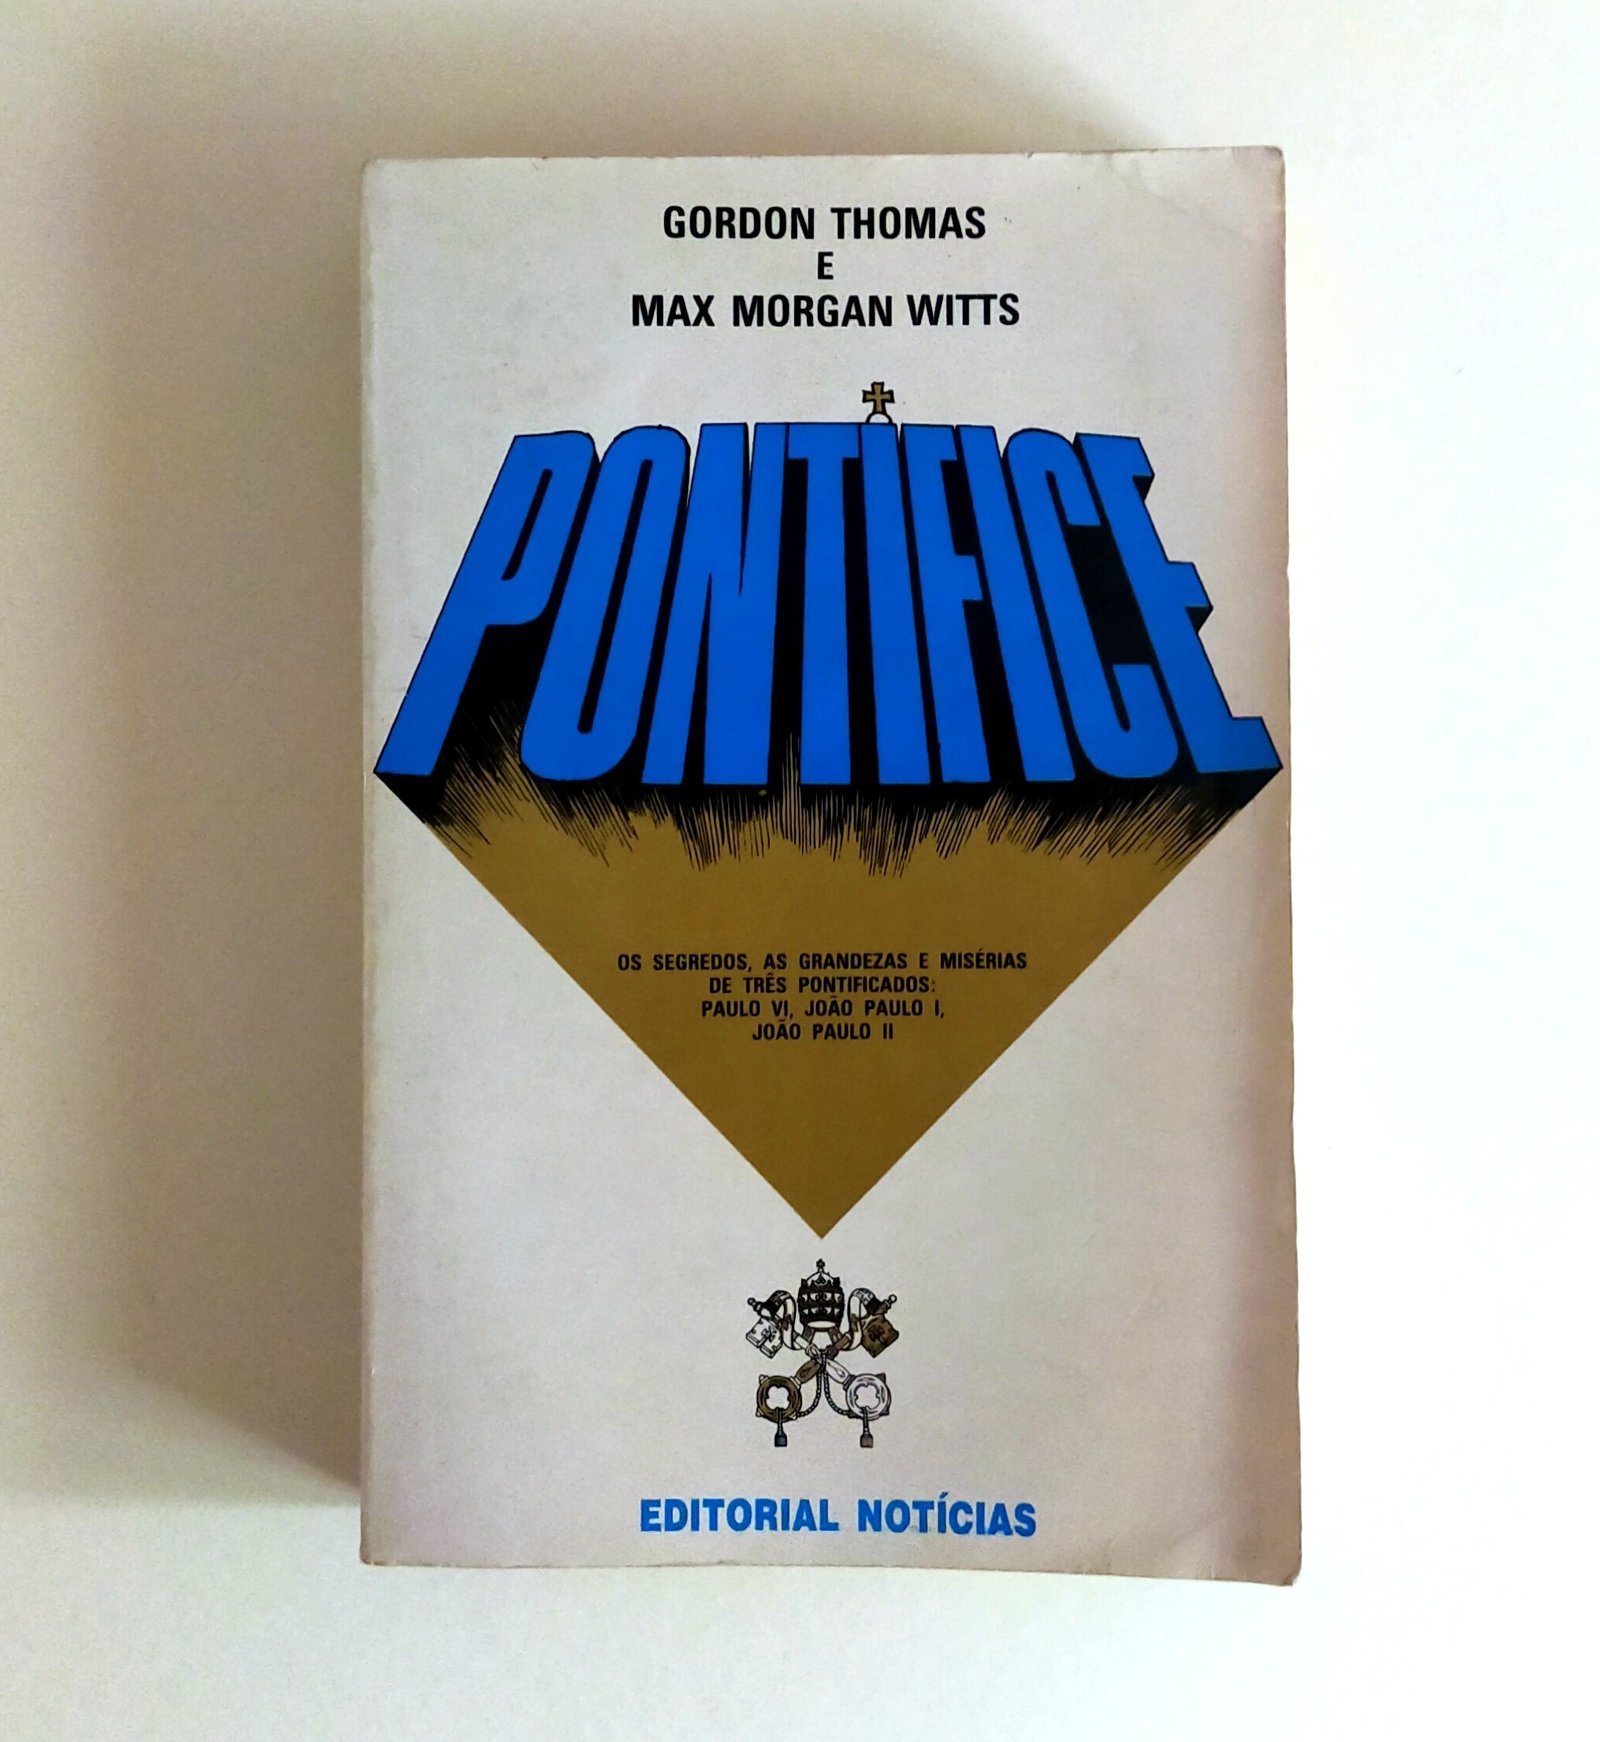 GORDON THOMAS
E
MAX MORGAN WITTS
PONTIFICE
OS SEGREDOS, AS GRANDEZAS E MISÉRIAS
DE TRÊS PONTIFICADOS:
PAULO VI, JOÃO PAULO I,
JOÃO PAULO II
EDITORIAL NOTÍCIAS